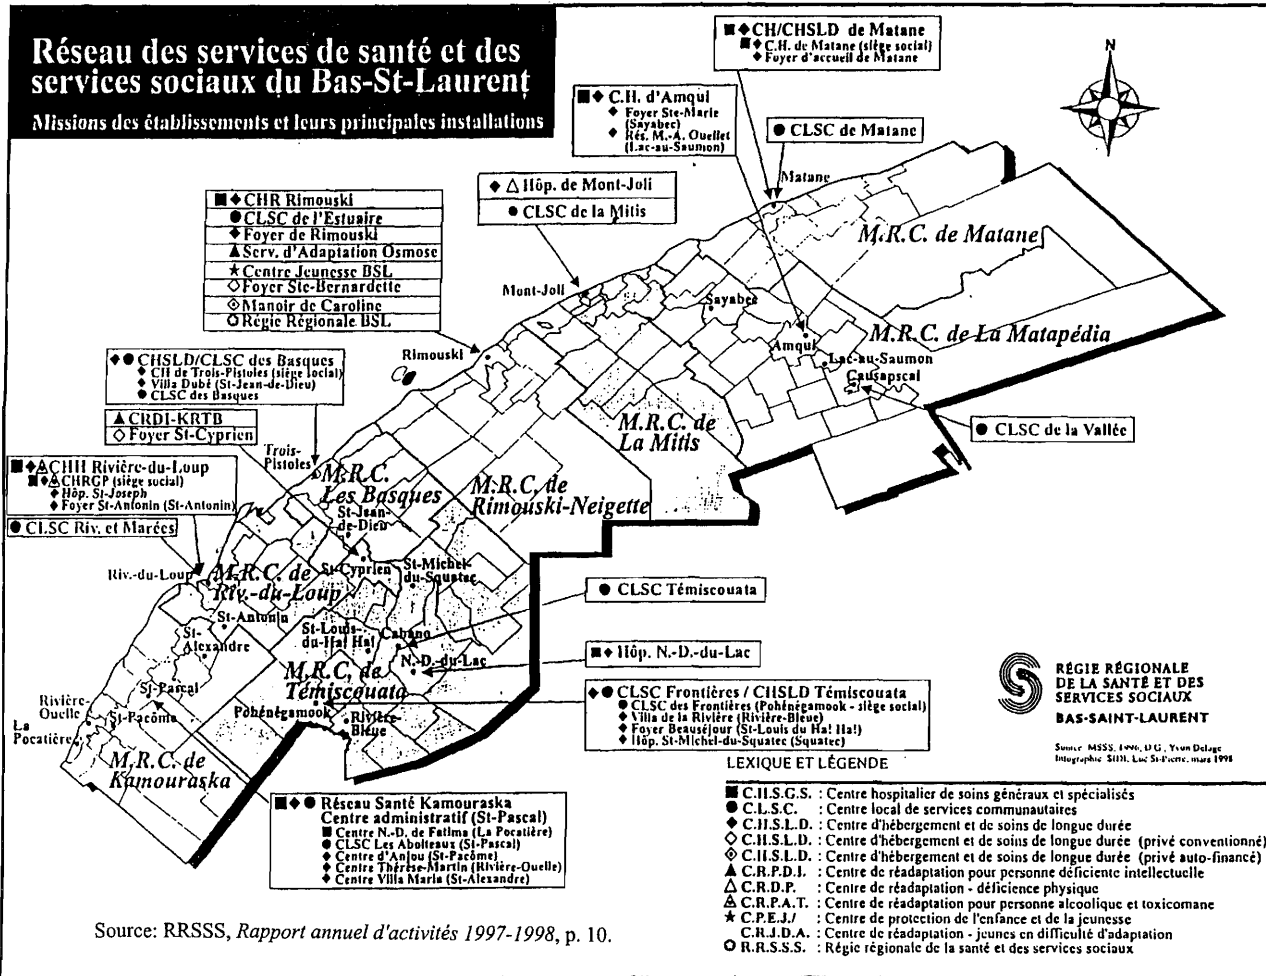 Réseau des services de santé et des
services sociaux du Bas-St-Laurent
Missions des établissements et leurs principales installations
■ ◆ CH/CHSLD de Matane
■ ◆ C.H. de Matane (siège social)
◆ Foyer d'accueil de Matane
N
■ ◆ C.H. d'Amqui
◆ Foyer Ste-Marie
(Sayabec)
◆ Rés. M.-A. Ouellet
(Lac-au-Saumon)
● CLSC de Matane
◆ △ Hôp. de Mont-Joli
● CLSC de la Mitis
■ ◆ CHR Rimouski
● CLSC de l'Estuaire
◆ Foyer de Rimouski
▲ Serv. d'Adaptation Osmose
★ Centre Jeunesse BSL
◇ Foyer Ste-Bernardette
Manoir de Caroline
Régie Régionale BSL
Matane
M.R.C. de Matane
Mont-Joli
Sayabec
M.R.C. de La Matapédia
Amqui
Lac-au-Saumon
Causapscal
Rimouski
◆ ● CHSLD/CLSC des Basques
◆ CH de Trois-Pistoles (siège social)
◆ Villa Dubé (St-Jean-de-Dieu)
● CLSC des Basques
▲ CRDI-KRTB
◇ Foyer St-Cyprien
M.R.C. de
La Mitis
● CLSC de la Vallée
Trois-
Pistoles
M.R.C.
Les Basques
M.R.C. de
Rimouski-Neigette
CHH Rivière-du-Loup
CHRGP (siège social)
◆ Hôp. St-Joseph
◆ Foyer St-Antonin (St-Antonin)
● CLSC Riv. et Marées
St-Jean-
de-Dieu
St-Cyprien
St-Michel-
du-Squatec
Riv.-du-Loup
M.R.C. de
Riv.-du-Loup
● CLSC Témiscouata
St-Antonin
St-
Alexandre
St-Louis-
du-Ha! Ha!
Cabano
N.-D.-du-Lac
■ ◆ Hôp. N.-D.-du-Lac
M.R.C. de
Témiscouata
St-Pascal
Rivière-
Ouelle
St-Pacôme
La
Pocatière
Pohénégamook
Rivière-
Bleue
M.R.C. de
Kamouraska
◆ ● CLSC Frontières / CHSLD Témiscouata
● CLSC des Frontières (Pohénégamook - siège social)
◆ Villa de la Rivière (Rivière-Bleue)
◆ Foyer Beauséjour (St-Louis du Ha! Ha!)
◆ Hôp. St-Michel-du-Squatec (Squatec)
RÉGIE RÉGIONALE
DE LA SANTÉ ET DES
SERVICES SOCIAUX
BAS-SAINT-LAURENT
Source MSSS, 1996, D.G., Yvan Delage
Infographie SIDI, Luc St-Pierre, mars 1998
■ ◆ ● Réseau Santé Kamouraska
Centre administratif (St-Pascal)
■ Centre N.-D. de Fatima (La Pocatière)
● CLSC Les Aboiteaux (St-Pascal)
◆ Centre d'Anjou (St-Pacôme)
◆ Centre Thérèse-Martin (Rivière-Ouelle)
◆ Centre Villa Maria (St-Alexandre)
LEXIQUE ET LÉGENDE
■ C.H.S.G.S. : Centre hospitalier de soins généraux et spécialisés
● C.L.S.C. : Centre local de services communautaires
◆ C.H.S.L.D. : Centre d'hébergement et de soins de longue durée
◇ C.H.S.L.D. : Centre d'hébergement et de soins de longue durée (privé conventionné)
C.H.S.L.D. : Centre d'hébergement et de soins de longue durée (privé auto-financé)
▲ C.R.P.D.I. : Centre de réadaptation pour personne déficiente intellectuelle
△ C.R.D.P. : Centre de réadaptation - déficience physique
C.R.P.A.T. : Centre de réadaptation pour personne alcoolique et toxicomane
★ C.P.E.J./ : Centre de protection de l'enfance et de la jeunesse
C.R.J.D.A. : Centre de réadaptation - jeunes en difficulté d'adaptation
R.R.S.S.S. : Régie régionale de la santé et des services sociaux
Source: RRSSS, Rapport annuel d'activités 1997-1998, p. 10.